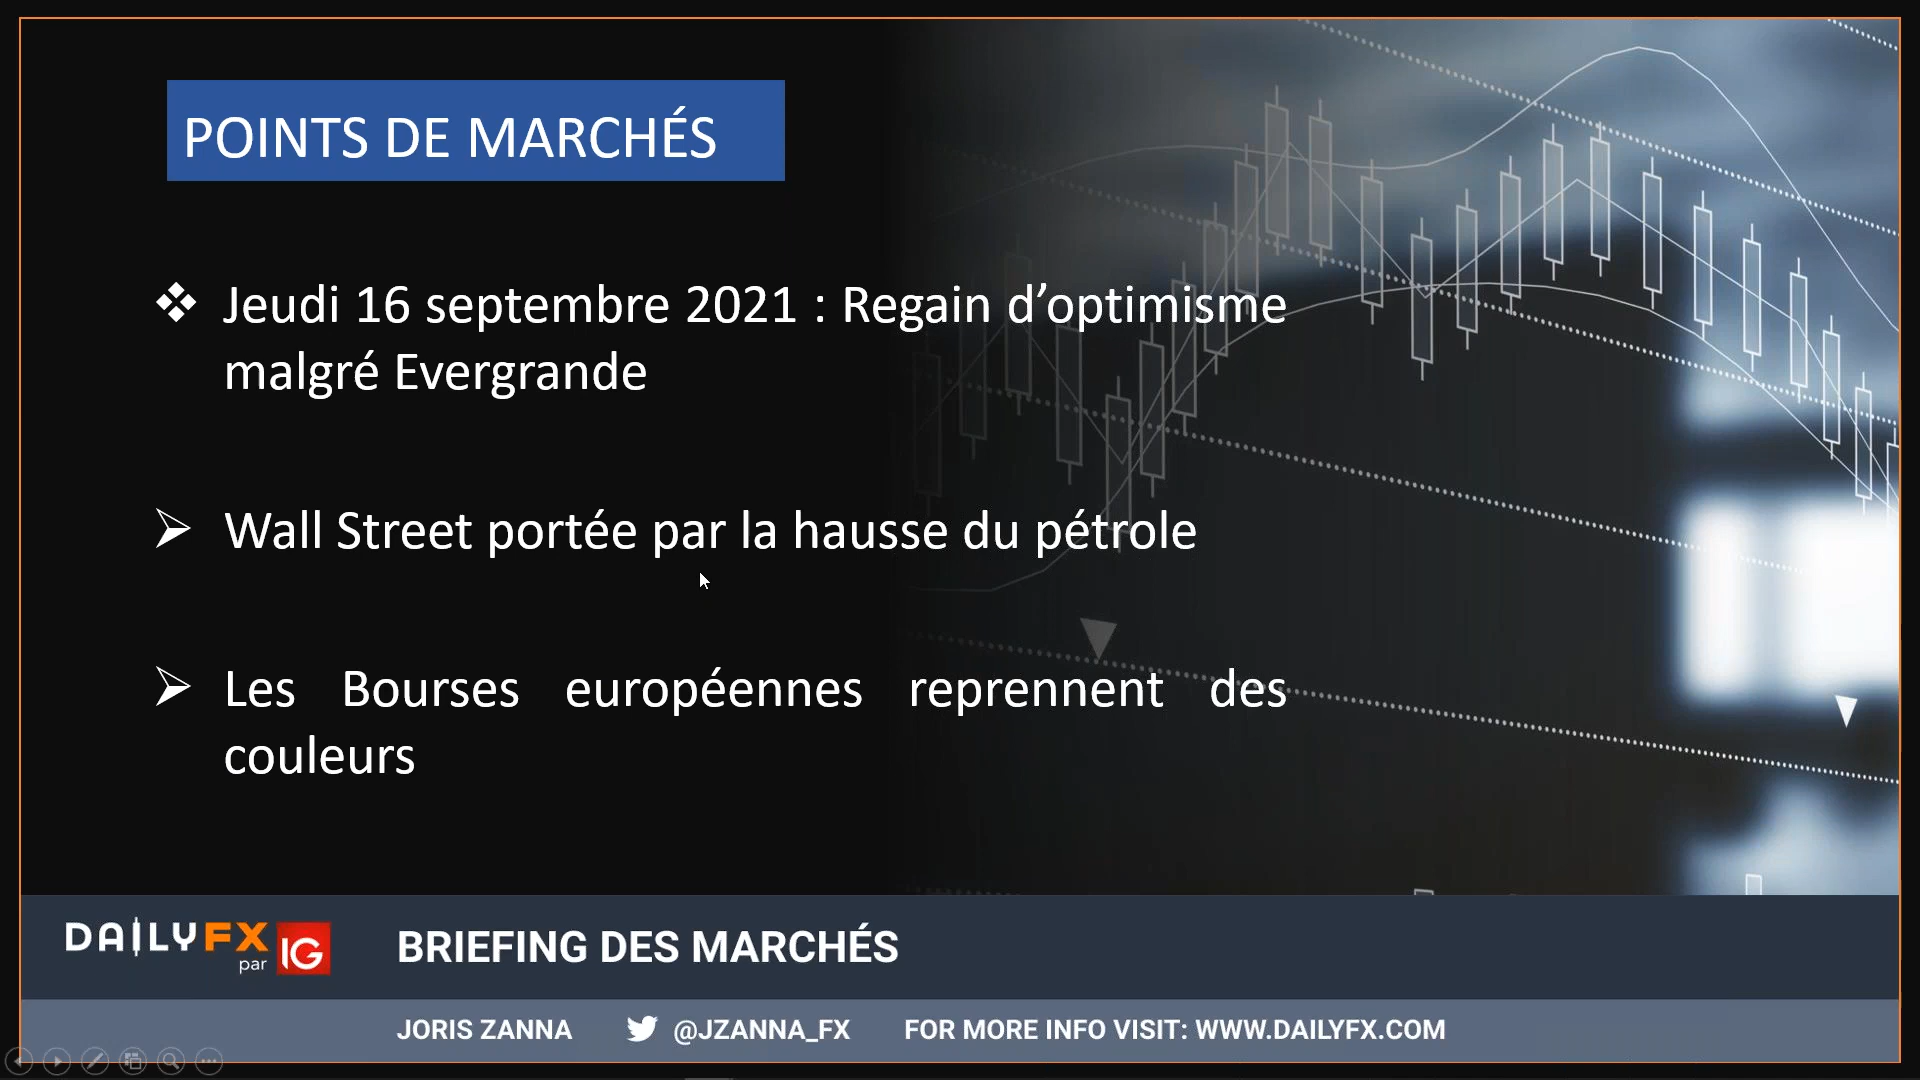 POINTS DE MARCHÉS
Jeudi 16 septembre 2021 : Regain d’optimisme
malgré Evergrande
Wall Street portée par la hausse du pétrole
Les Bourses européennes reprennent des
couleurs
DAILYFX
par IG
BRIEFING DES MARCHÉS
JORIS ZANNA @JZANNA_FX FOR MORE INFO VISIT: WWW.DAILYFX.COM